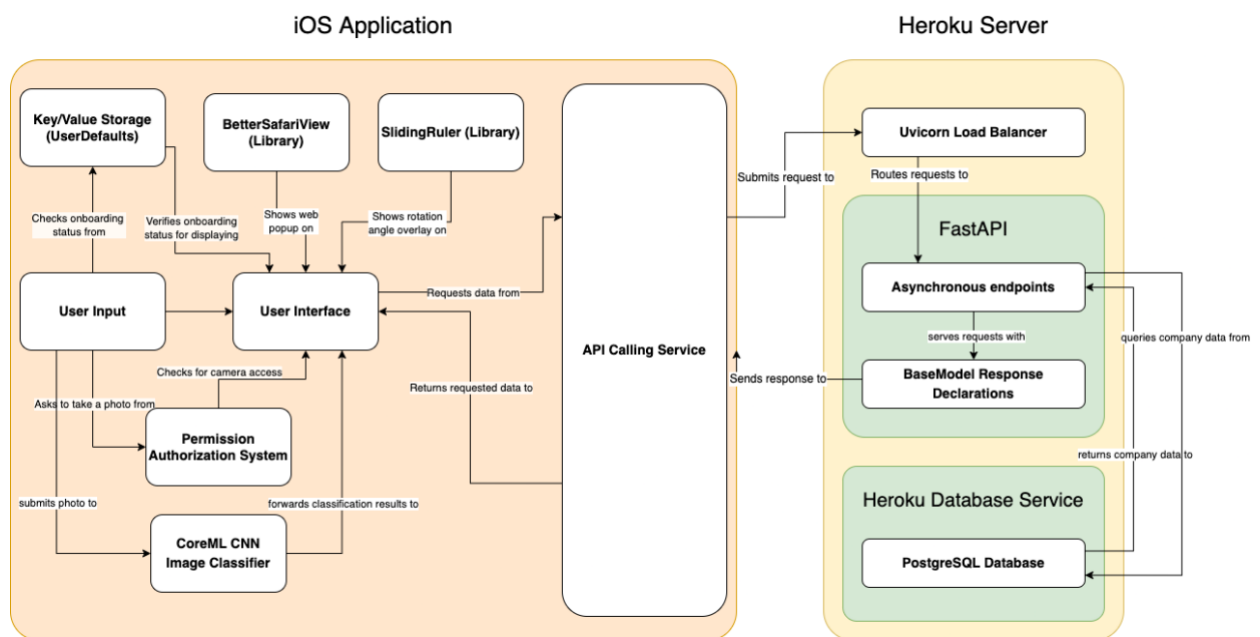 iOS Application
Heroku Server
Key/Value Storage
(UserDefaults)
BetterSafariView
(Library)
SlidingRuler (Library)
Uvicorn Load Balancer
Submits request to
Routes requests to
Checks onboarding
status from
Verifies onboarding
status for displaying
Shows web
popup on
Shows rotation
angle overlay on
FastAPI
User Input
User Interface
Requests data from
Asynchronous endpoints
API Calling Service
serves requests with
queries company data from
Checks for camera access
Returns requested data to
Sends response to
BaseModel Response
Declarations
Asks to take a photo from
Permission
Authorization System
returns company data to
submits photo to
forwards classification results to
Heroku Database Service
CoreML CNN
Image Classifier
PostgreSQL Database